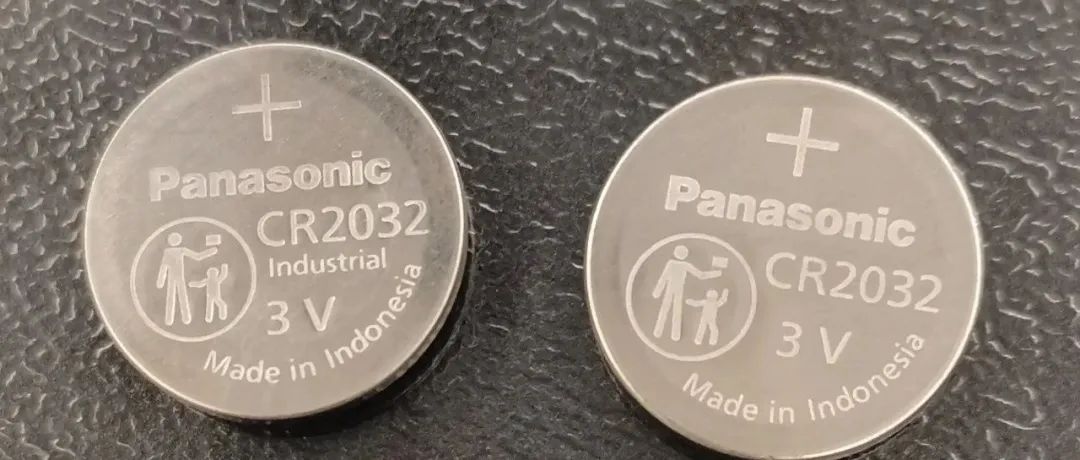 +
Panasonic
CR2032
Industrial
3 V
Made in Indonesia
+
Panasonic
CR2032
3 V
Made in Indonesia